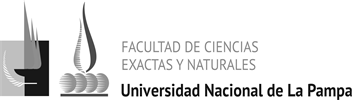 FACULTAD DE CIENCIAS
EXACTAS Y NATURALES
Universidad Nacional de La Pampa